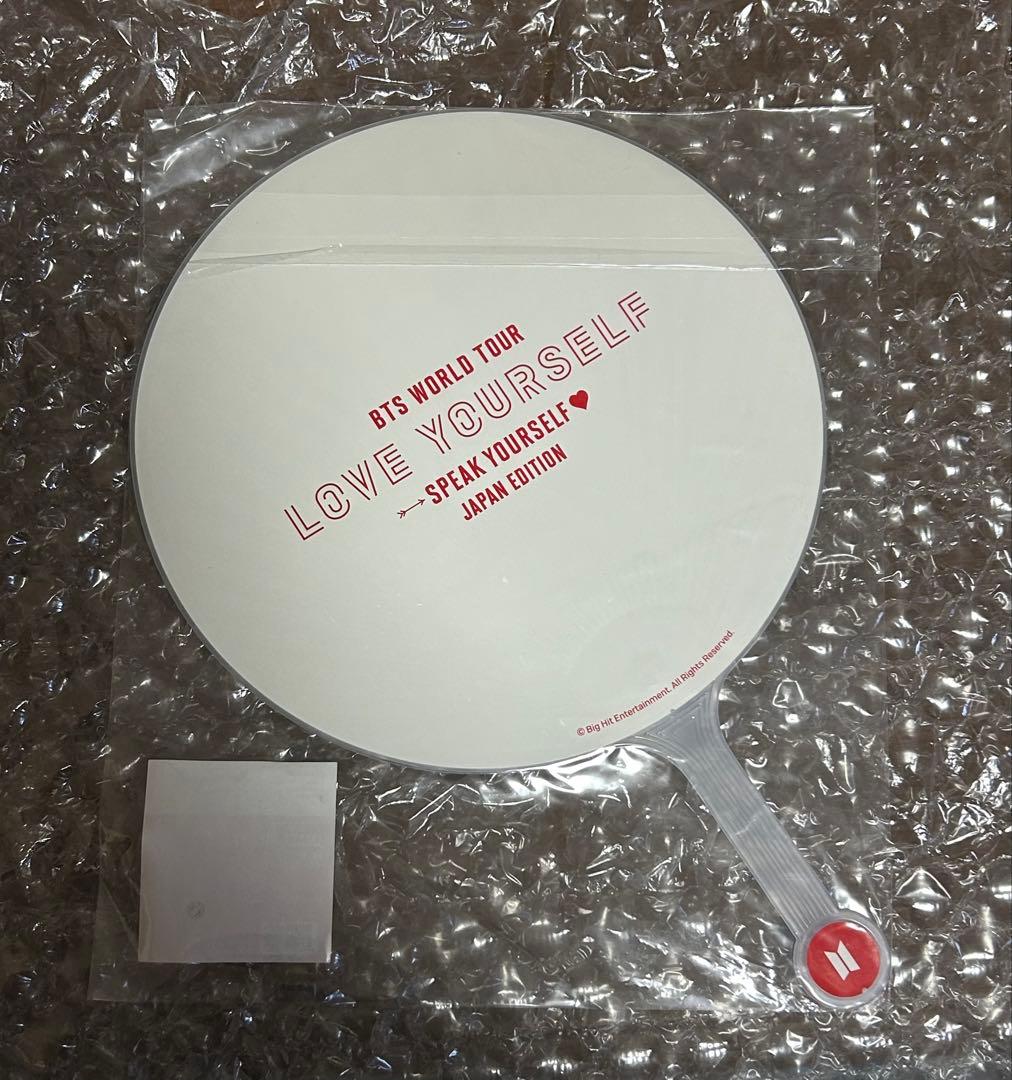 BTS WORLD TOUR
LOVE YOURSELF
SPEAK YOURSELF
JAPAN EDITION
© Big Hit Entertainment. All Rights Reserved.